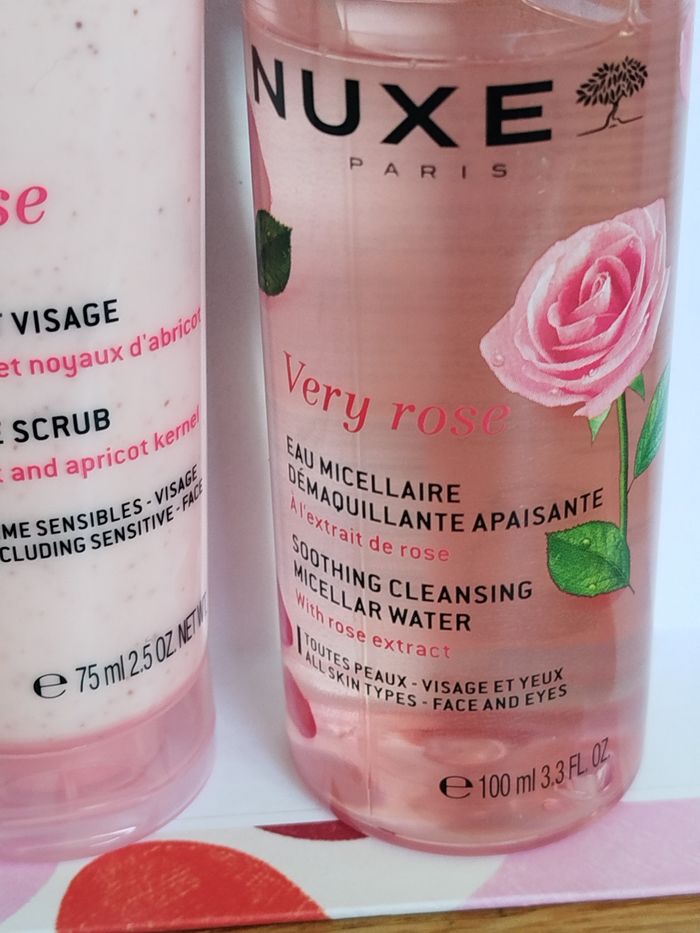 se
VISAGE
et noyaux d'abricot
SCRUB
and apricot kernel
SENSIBLES - VISAGE
SENSITIVE - FACE
℮ 75 ml 2.5 OZ. NET WT.
NUXE
PARIS
Very rose
EAU MICELLAIRE
DÉMAQUILLANTE APAISANTE
À l'extrait de rose
SOOTHING CLEANSING
MICELLAR WATER
With rose extract
TOUTES PEAUX - VISAGE ET YEUX
ALL SKIN TYPES - FACE AND EYES
℮ 100 ml 3.3 FL. OZ.